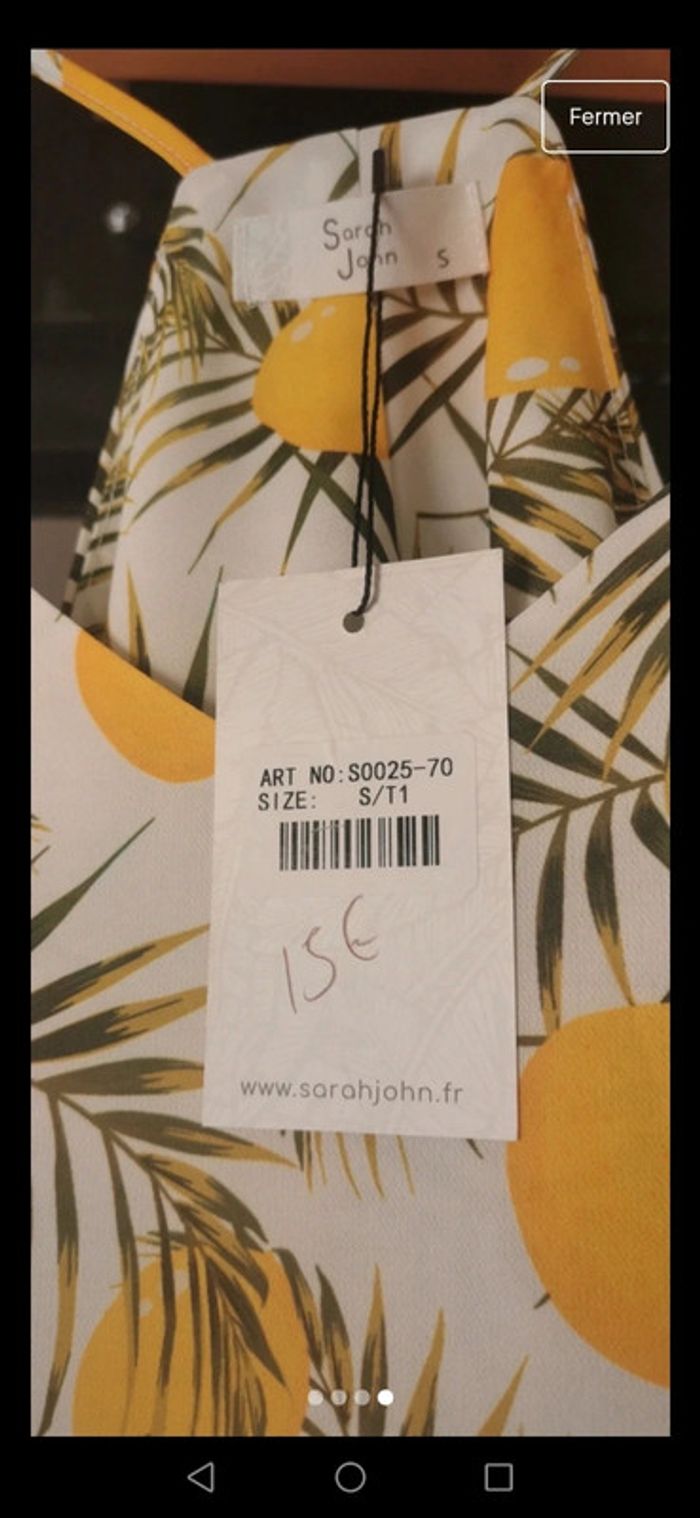 Fermer
Sarah
John S
ART NO:S0025-70
SIZE: S/T1
15€
www.sarahjohn.fr